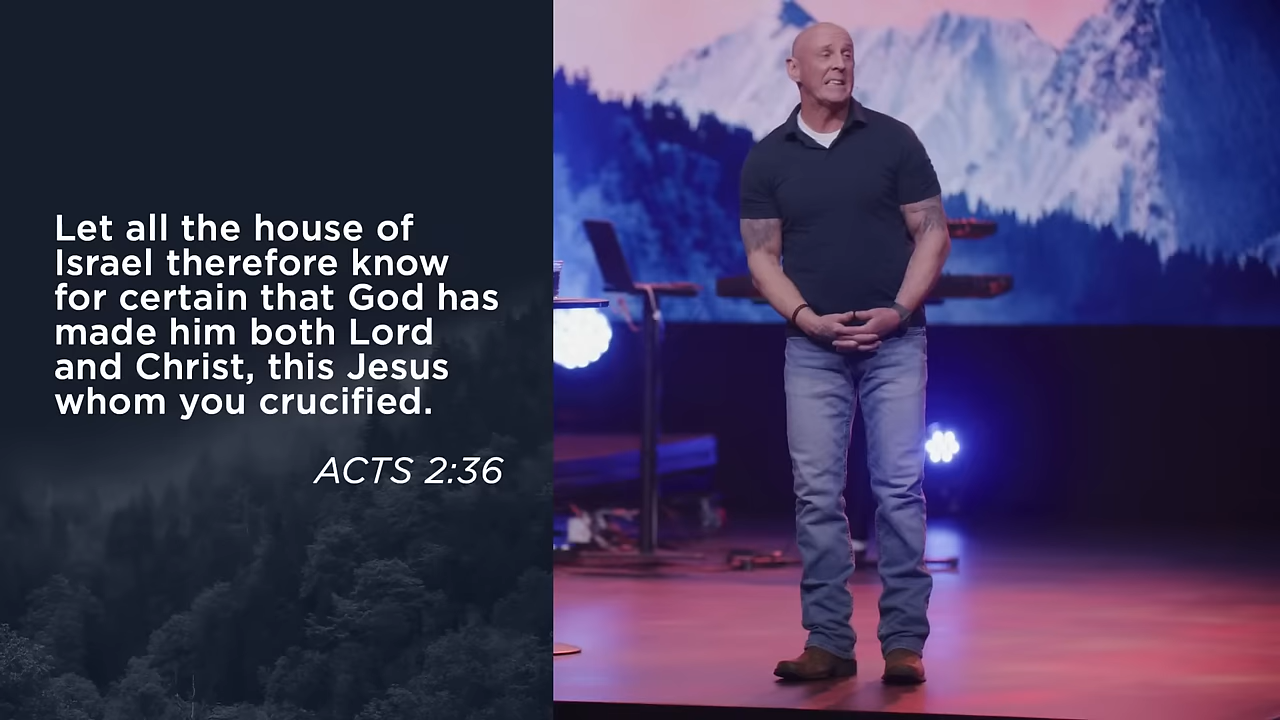 Let all the house of
Israel therefore know
for certain that God has
made him both Lord
and Christ, this Jesus
whom you crucified.
ACTS 2:36